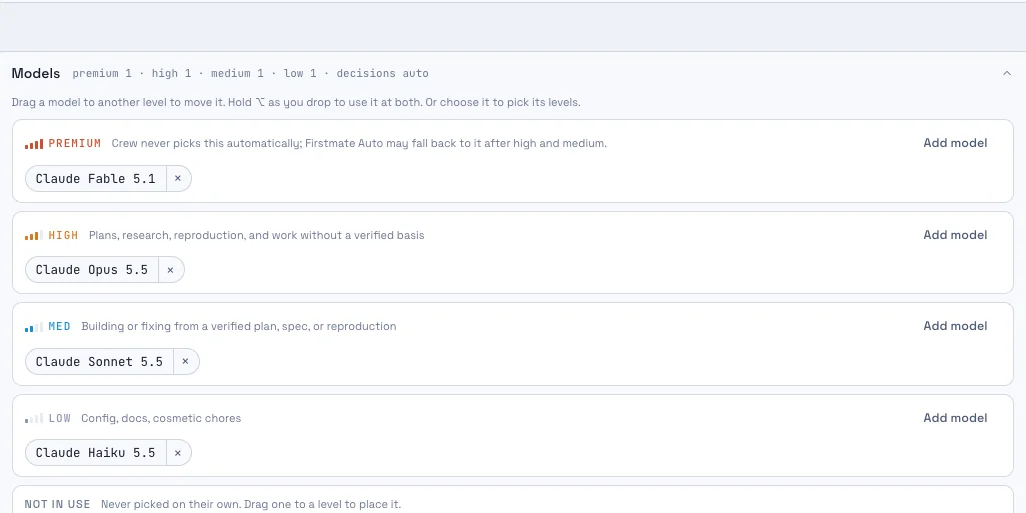 Models premium 1 · high 1 · medium 1 · low 1 · decisions auto
Drag a model to another level to move it. Hold ⌥ as you drop to use it at both. Or choose it to pick its levels.
PREMIUM Crew never picks this automatically; Firstmate Auto may fall back to it after high and medium. Add model
Claude Fable 5.1 ×
HIGH Plans, research, reproduction, and work without a verified basis Add model
Claude Opus 5.5 ×
MED Building or fixing from a verified plan, spec, or reproduction Add model
Claude Sonnet 5.5 ×
LOW Config, docs, cosmetic chores Add model
Claude Haiku 5.5 ×
NOT IN USE Never picked on their own. Drag one to a level to place it.